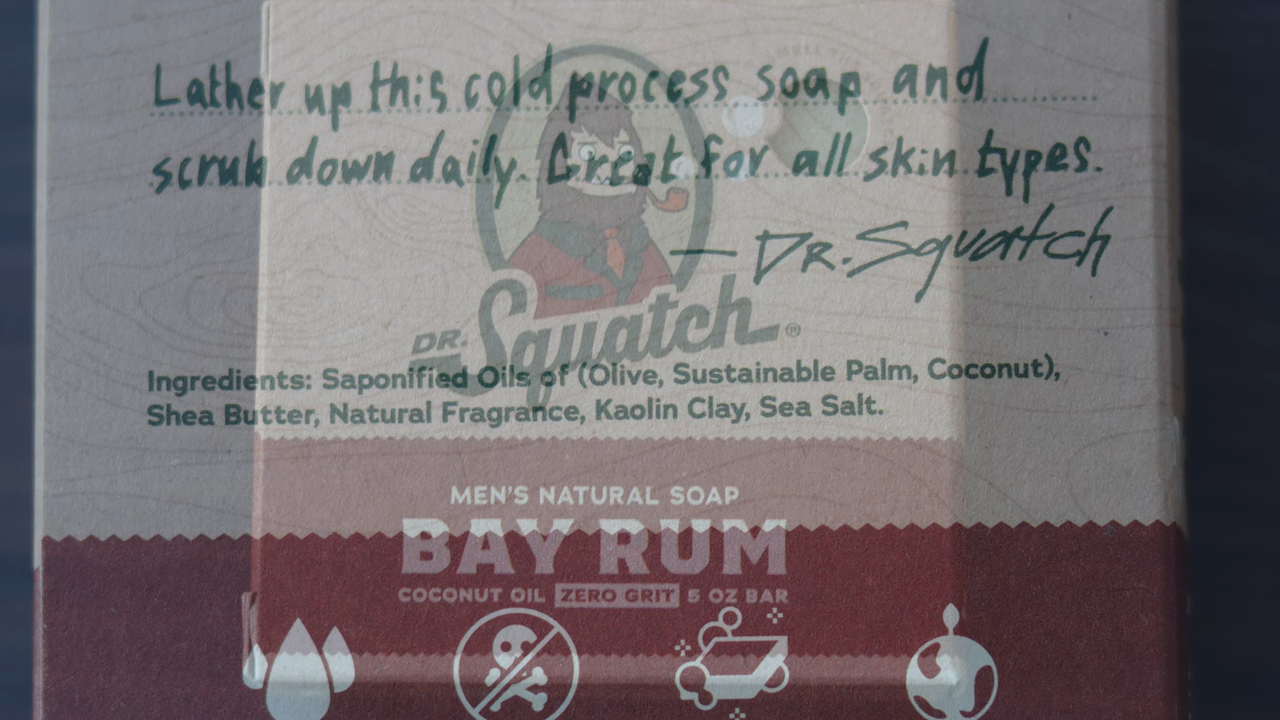 Lather up this cold process soap and
scrub down daily. Great for all skin types.
— Dr. Squatch
DR.
Squatch®
Ingredients: Saponified Oils of (Olive, Sustainable Palm, Coconut),
Shea Butter, Natural Fragrance, Kaolin Clay, Sea Salt.
MEN'S NATURAL SOAP
BAY RUM
COCONUT OIL ZERO GRIT 5 OZ BAR